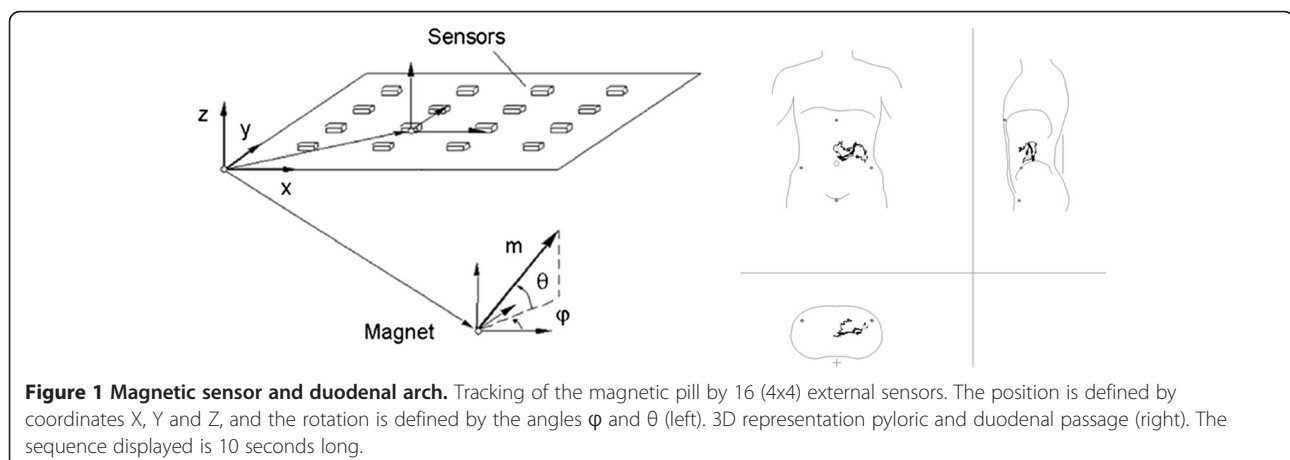 Sensors
z
y
x
m
θ
φ
Magnet
Figure 1 Magnetic sensor and duodenal arch. Tracking of the magnetic pill by 16 (4x4) external sensors. The position is defined by
coordinates X, Y and Z, and the rotation is defined by the angles φ and θ (left). 3D representation pyloric and duodenal passage (right). The
sequence displayed is 10 seconds long.